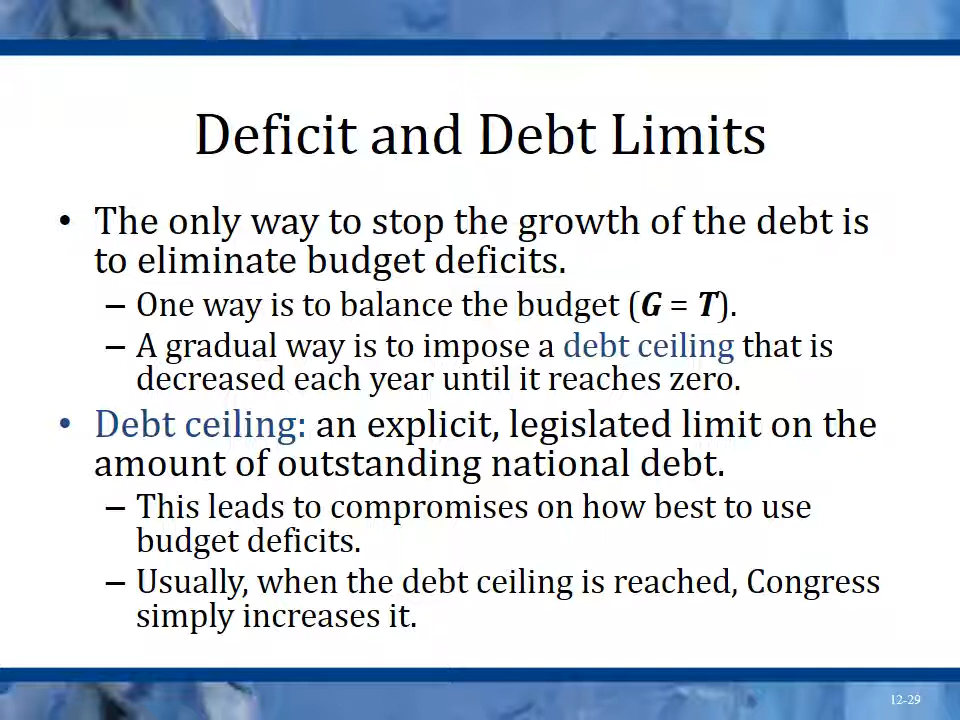 Deficit and Debt Limits
• The only way to stop the growth of the debt is
to eliminate budget deficits.
– One way is to balance the budget (G = T).
– A gradual way is to impose a debt ceiling that is
decreased each year until it reaches zero.
• Debt ceiling: an explicit, legislated limit on the
amount of outstanding national debt.
– This leads to compromises on how best to use
budget deficits.
– Usually, when the debt ceiling is reached, Congress
simply increases it.
12-29